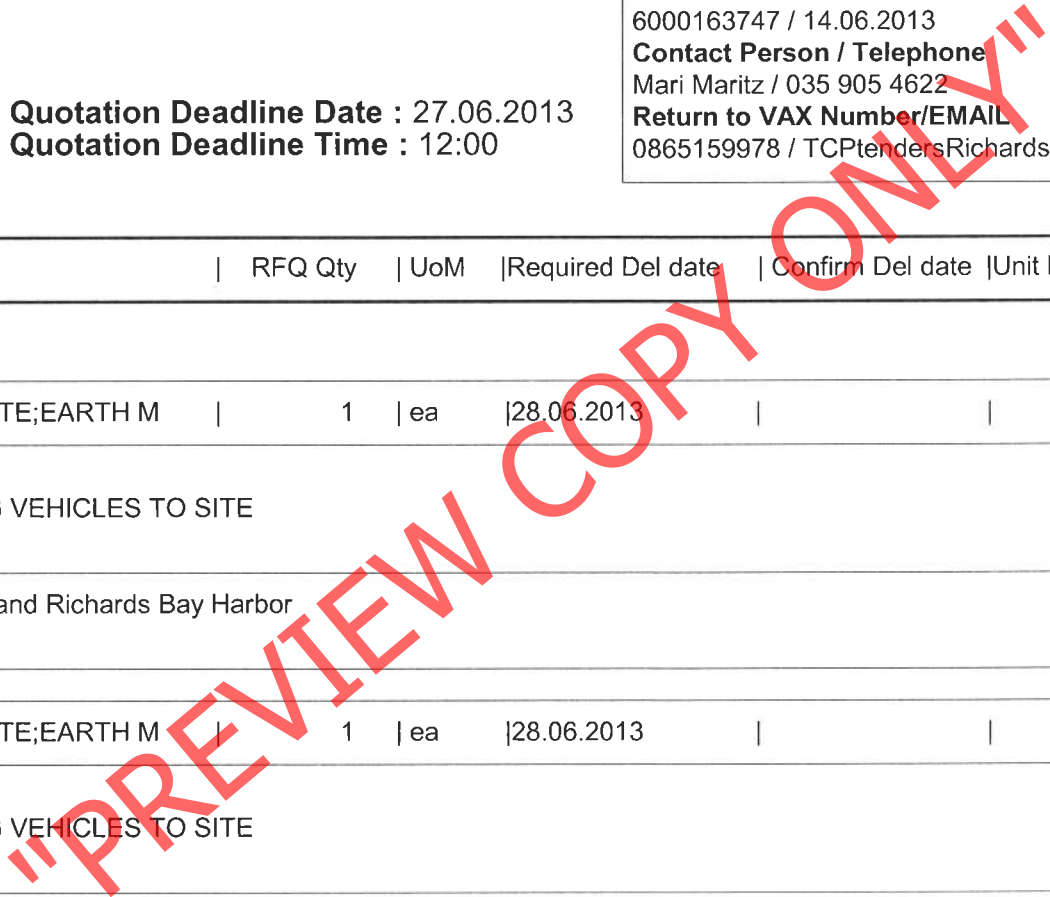 6000163747 / 14.06.2013
Contact Person / Telephone
Mari Maritz / 035 905 4622
Return to VAX Number/EMAIL
0865159978 / TCPtendersRichards
Quotation Deadline Date : 27.06.2013
Quotation Deadline Time : 12:00
| RFQ Qty | UoM |Required Del date | Confirm Del date |Unit
TE;EARTH M | 1 | ea |28.06.2013 | |
VEHICLES TO SITE
and Richards Bay Harbor
TE;EARTH M | 1 | ea |28.06.2013 | |
VEHICLES TO SITE
"PREVIEW COPY ONLY"